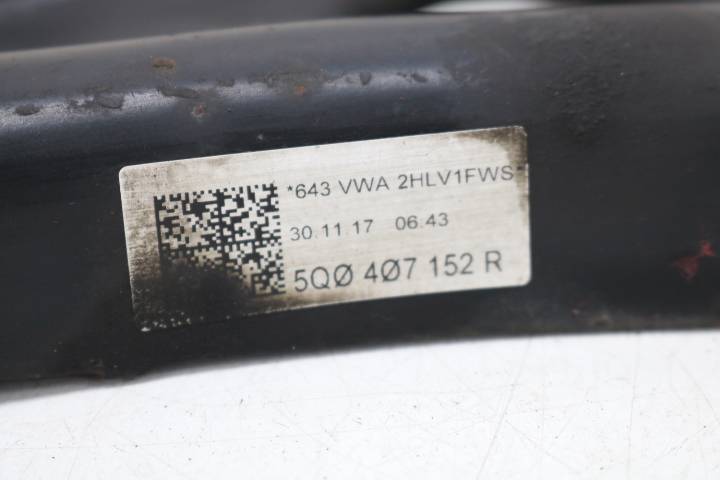 *643 VWA 2HLV1FWS*
30.11.17 06.43
5QØ 4Ø7 152 R